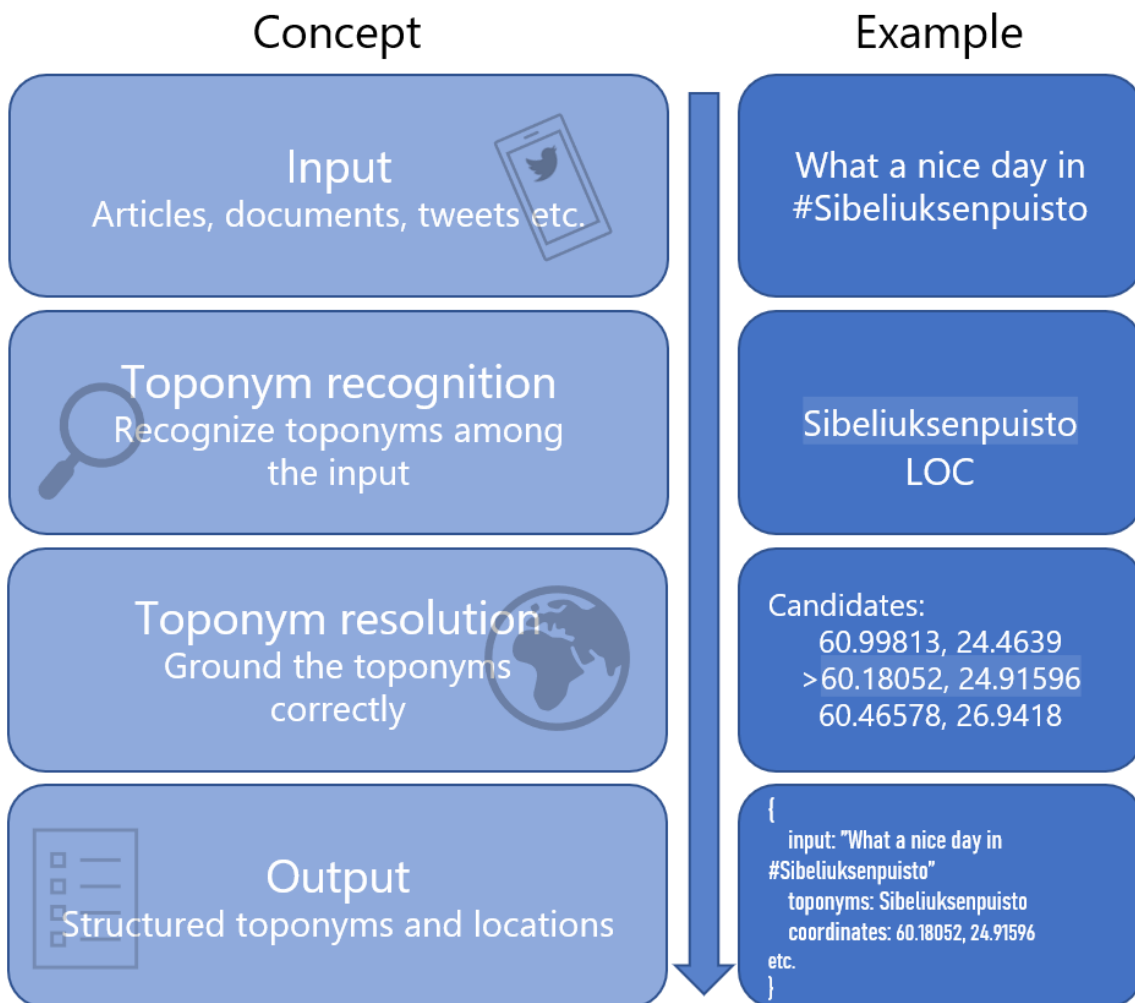 Concept
Example
Input
Articles, documents, tweets etc.
What a nice day in
#Sibeliuksenpuisto
Toponym recognition
Recognize toponyms among
the input
Sibeliuksenpuisto
LOC
Toponym resolution
Ground the toponyms
correctly
Candidates:
60.99813, 24.4639
>60.18052, 24.91596
60.46578, 26.9418
Output
Structured toponyms and locations
{
input: "What a nice day in
#Sibeliuksenpuisto"
toponyms: Sibeliuksenpuisto
coordinates: 60.18052, 24.91596
etc.
}